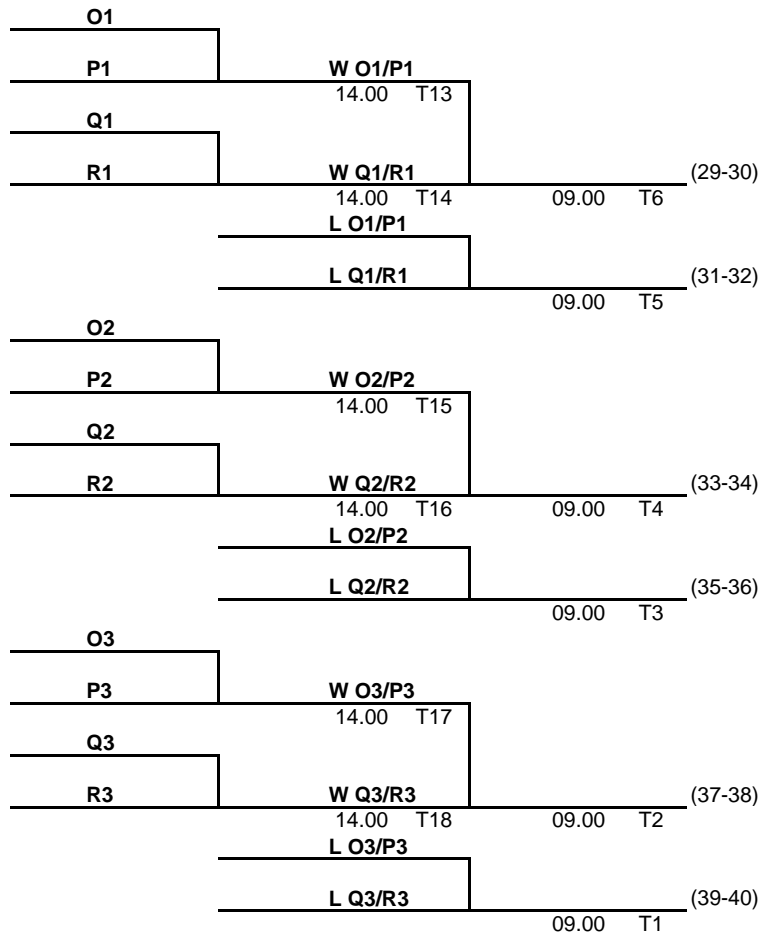 O1
P1 W O1/P1
14.00 T13
Q1
R1 W Q1/R1 (29-30)
14.00 T14 09.00 T6
L O1/P1
L Q1/R1 (31-32)
09.00 T5
O2
P2 W O2/P2
14.00 T15
Q2
R2 W Q2/R2 (33-34)
14.00 T16 09.00 T4
L O2/P2
L Q2/R2 (35-36)
09.00 T3
O3
P3 W O3/P3
14.00 T17
Q3
R3 W Q3/R3 (37-38)
14.00 T18 09.00 T2
L O3/P3
L Q3/R3 (39-40)
09.00 T1